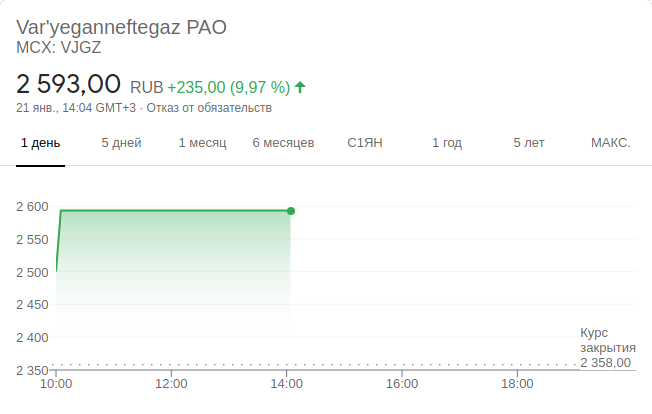 Var'yeganneftegaz PAO
MCX: VJGZ
2 593,00 RUB +235,00 (9,97 %)
21 янв., 14:04 GMT+3 · Отказ от обязательств
1 день 5 дней 1 месяц 6 месяцев С1ЯН 1 год 5 лет МАКС.
2 600
2 550
2 500
2 450
2 400
2 350
Курс
закрытия
2 358,00
10:00 12:00 14:00 16:00 18:00